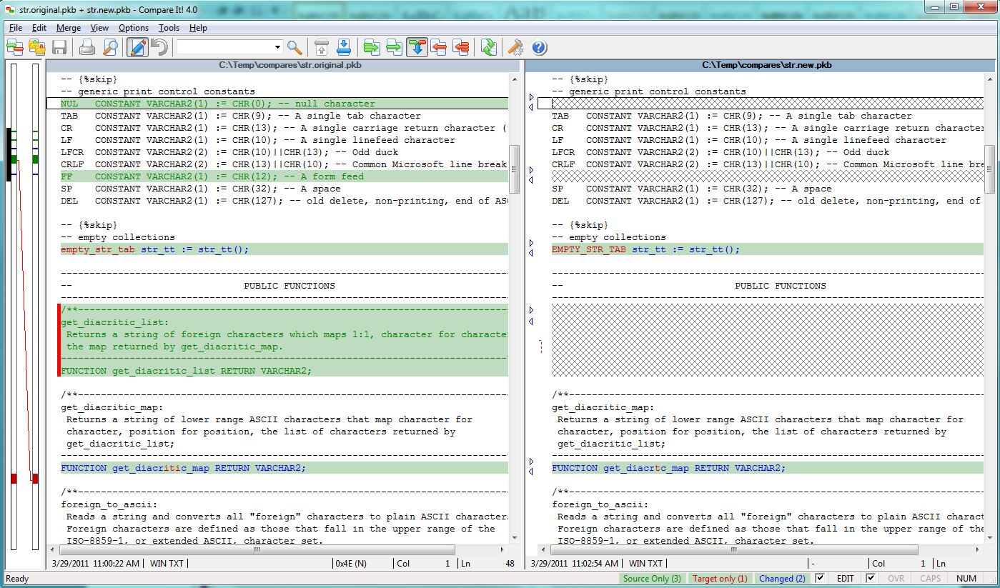 str.original.pkb + str.new.pkb - Compare It! 4.0
File Edit Merge View Options Tools Help
C:\Temp\compares\str.original.pkb
-- {%skip}
-- generic print control constants
NUL   CONSTANT VARCHAR2(1) := CHR(0); -- null character
TAB   CONSTANT VARCHAR2(1) := CHR(9); -- A single tab character
CR    CONSTANT VARCHAR2(1) := CHR(13); -- A single carriage return character (
LF    CONSTANT VARCHAR2(1) := CHR(10); -- A single linefeed character
LFCR  CONSTANT VARCHAR2(2) := CHR(10)||CHR(13); -- Odd duck
CRLF  CONSTANT VARCHAR2(2) := CHR(13)||CHR(10); -- Common Microsoft line break
FF    CONSTANT VARCHAR2(1) := CHR(12); -- A form feed
SP    CONSTANT VARCHAR2(1) := CHR(32); -- A space
DEL   CONSTANT VARCHAR2(1) := CHR(127); -- old delete, non-printing, end of ASC
-- {%skip}
-- empty collections
empty_str_tab str_tt := str_tt();
--------------------------------------------------------------------------------
-- PUBLIC FUNCTIONS
--------------------------------------------------------------------------------
/**-----------------------------------------------------------------------------
get_diacritic_list:
Returns a string of foreign characters which maps 1:1, character for characte
the map returned by get_diacritic_map.
--------------------------------------------------------------------------------
FUNCTION get_diacritic_list RETURN VARCHAR2;
/**-----------------------------------------------------------------------------
get_diacritic_map:
Returns a string of lower range ASCII characters that map character for
character, position for position, the list of characters returned by
get_diacritic_list;
--------------------------------------------------------------------------------
FUNCTION get_diacritic_map RETURN VARCHAR2;
/**-----------------------------------------------------------------------------
foreign_to_ascii:
Reads a string and converts all "foreign" characters to plain ASCII character
Foreign characters are defined as those that fall in the upper range of the
ISO-8859-1, or extended ASCII, character set.
3/29/2011 11:00:22 AM WIN TXT 0x4E (N) Col 1 Ln 48
C:\Temp\compares\str.new.pkb
-- {%skip}
-- generic print control constants
TAB   CONSTANT VARCHAR2(1) := CHR(9); -- A single tab character
CR    CONSTANT VARCHAR2(1) := CHR(13); -- A single carriage return character
LF    CONSTANT VARCHAR2(1) := CHR(10); -- A single linefeed character
LFCR  CONSTANT VARCHAR2(2) := CHR(10)||CHR(13); -- Odd duck
CRLF  CONSTANT VARCHAR2(2) := CHR(13)||CHR(10); -- Common Microsoft line bre
SP    CONSTANT VARCHAR2(1) := CHR(32); -- A space
DEL   CONSTANT VARCHAR2(1) := CHR(127); -- old delete, non-printing, end of
-- {%skip}
-- empty collections
EMPTY_STR_TAB str_tt := str_tt();
--------------------------------------------------------------------------------
-- PUBLIC FUNCTIONS
--------------------------------------------------------------------------------
/**-----------------------------------------------------------------------------
get_diacritic_map:
Returns a string of lower range ASCII characters that map character for
character, position for position, the list of characters returned by
get_diacritic_list;
--------------------------------------------------------------------------------
FUNCTION get_diacrtc_map RETURN VARCHAR2;
/**-----------------------------------------------------------------------------
foreign_to_ascii:
Reads a string and converts all "foreign" characters to plain ASCII charact
Foreign characters are defined as those that fall in the upper range of the
ISO-8859-1, or extended ASCII, character set.
3/29/2011 11:02:54 AM WIN TXT - Col 1 Ln
Ready Source Only (3) Target only (1) Changed (2) EDIT OVR CAPS NUM